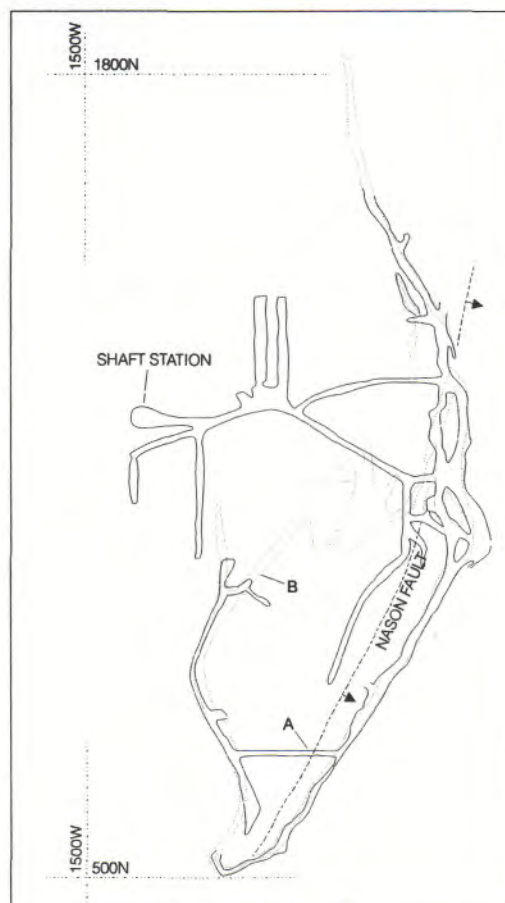 1500W
1800N
SHAFT STATION
B
NASON FAULT
A
1500W
500N